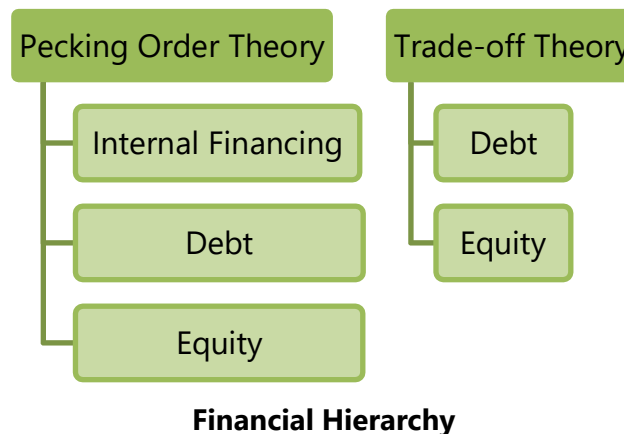 Pecking Order Theory
Internal Financing
Debt
Equity
Trade-off Theory
Debt
Equity
Financial Hierarchy